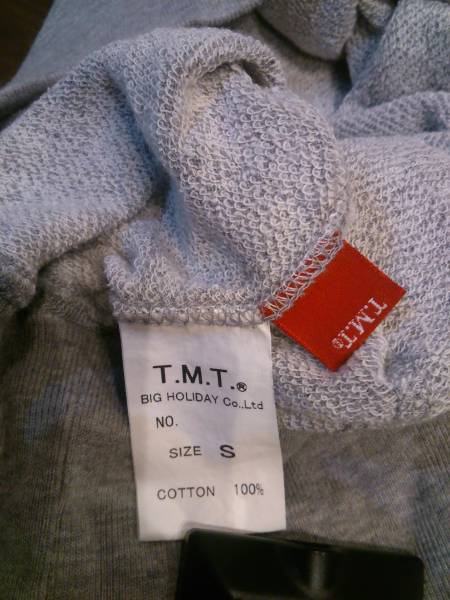 T.M.T.®
BIG HOLIDAY Co.,Ltd
NO.
SIZE S
COTTON 100%
T.M.T.®